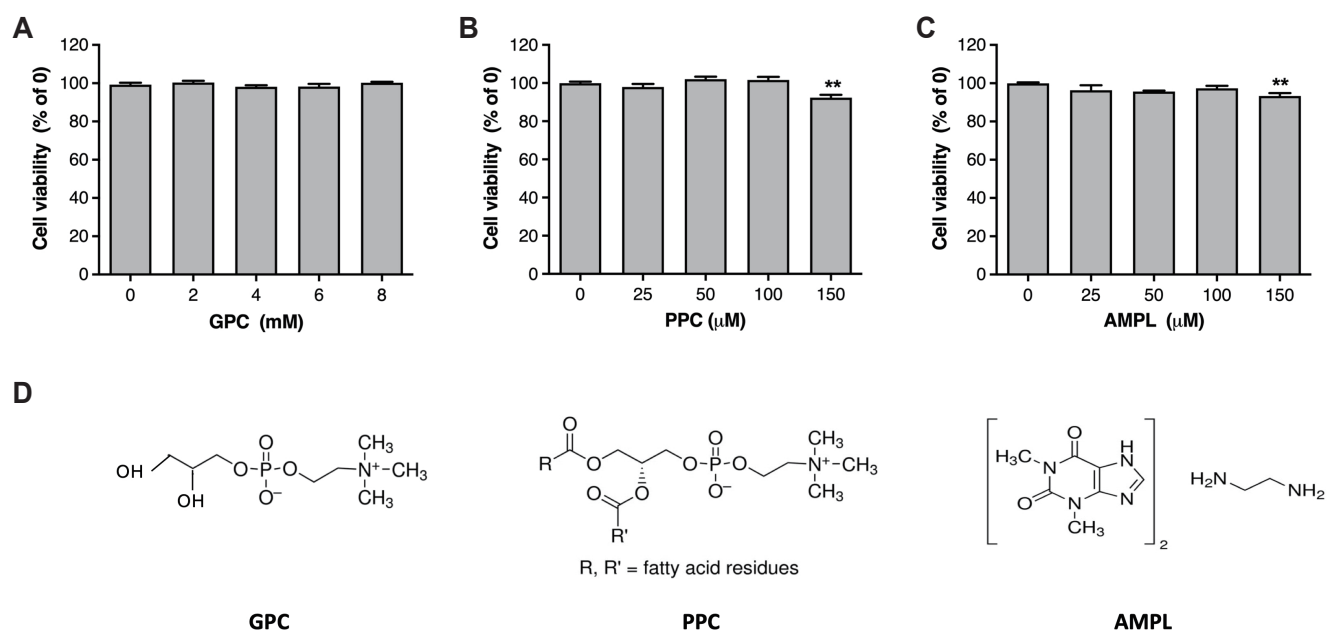 A
Cell viability (% of 0)
120
100
80
60
40
20
0
0 2 4 6 8
GPC (mM)
B
Cell viability (% of 0)
120
100
80
60
40
20
0
**
0 25 50 100 150
PPC (μM)
C
Cell viability (% of 0)
120
100
80
60
40
20
0
**
0 25 50 100 150
AMPL (μM)
D
OH
OH
O
O
P
O
O−
N+
CH3
CH3
CH3
GPC
O
R
O
O
O
R'
O
O
P
O
O−
N+
CH3
CH3
CH3
R, R' = fatty acid residues
PPC
O
H3C
N
H
N
O
N
N
CH3
2
H2N
NH2
AMPL